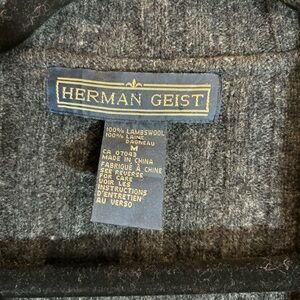 HERMAN GEIST
100% LAMBSWOOL
100% LAINE
D'AGNEAU
M
CA 07043
MADE IN CHINA
FABRIQUÉ À CHINE
SEE REVERSE
FOR CARE
VOIR LES
INSTRUCTIONS
D'ENTRETIEN
AU VERSO